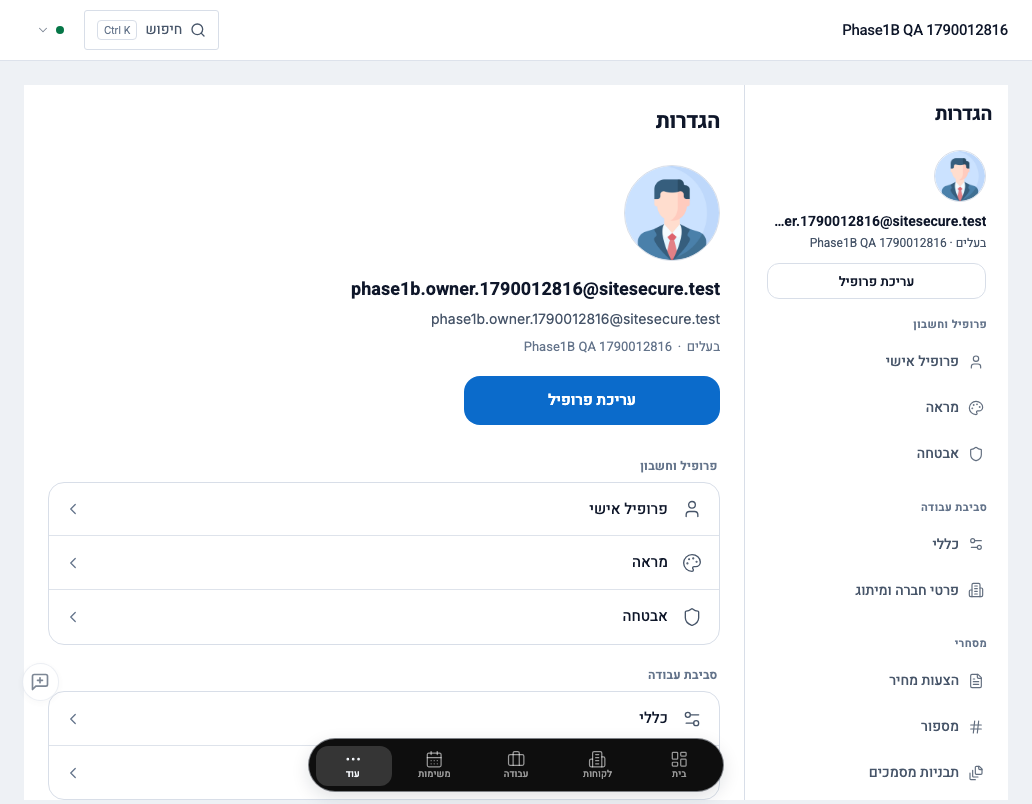 Phase1B QA 1790012816
חיפוש
Ctrl K
הגדרות
…er.1790012816@sitesecure.test
בעלים · Phase1B QA 1790012816
עריכת פרופיל
פרופיל וחשבון
פרופיל אישי
מראה
אבטחה
סביבת עבודה
כללי
פרטי חברה ומיתוג
מסחרי
הצעות מחיר
מספור
תבניות מסמכים
הגדרות
phase1b.owner.1790012816@sitesecure.test
phase1b.owner.1790012816@sitesecure.test
בעלים · Phase1B QA 1790012816
עריכת פרופיל
פרופיל וחשבון
פרופיל אישי
מראה
אבטחה
סביבת עבודה
כללי
בית
לקוחות
עבודה
משימות
עוד